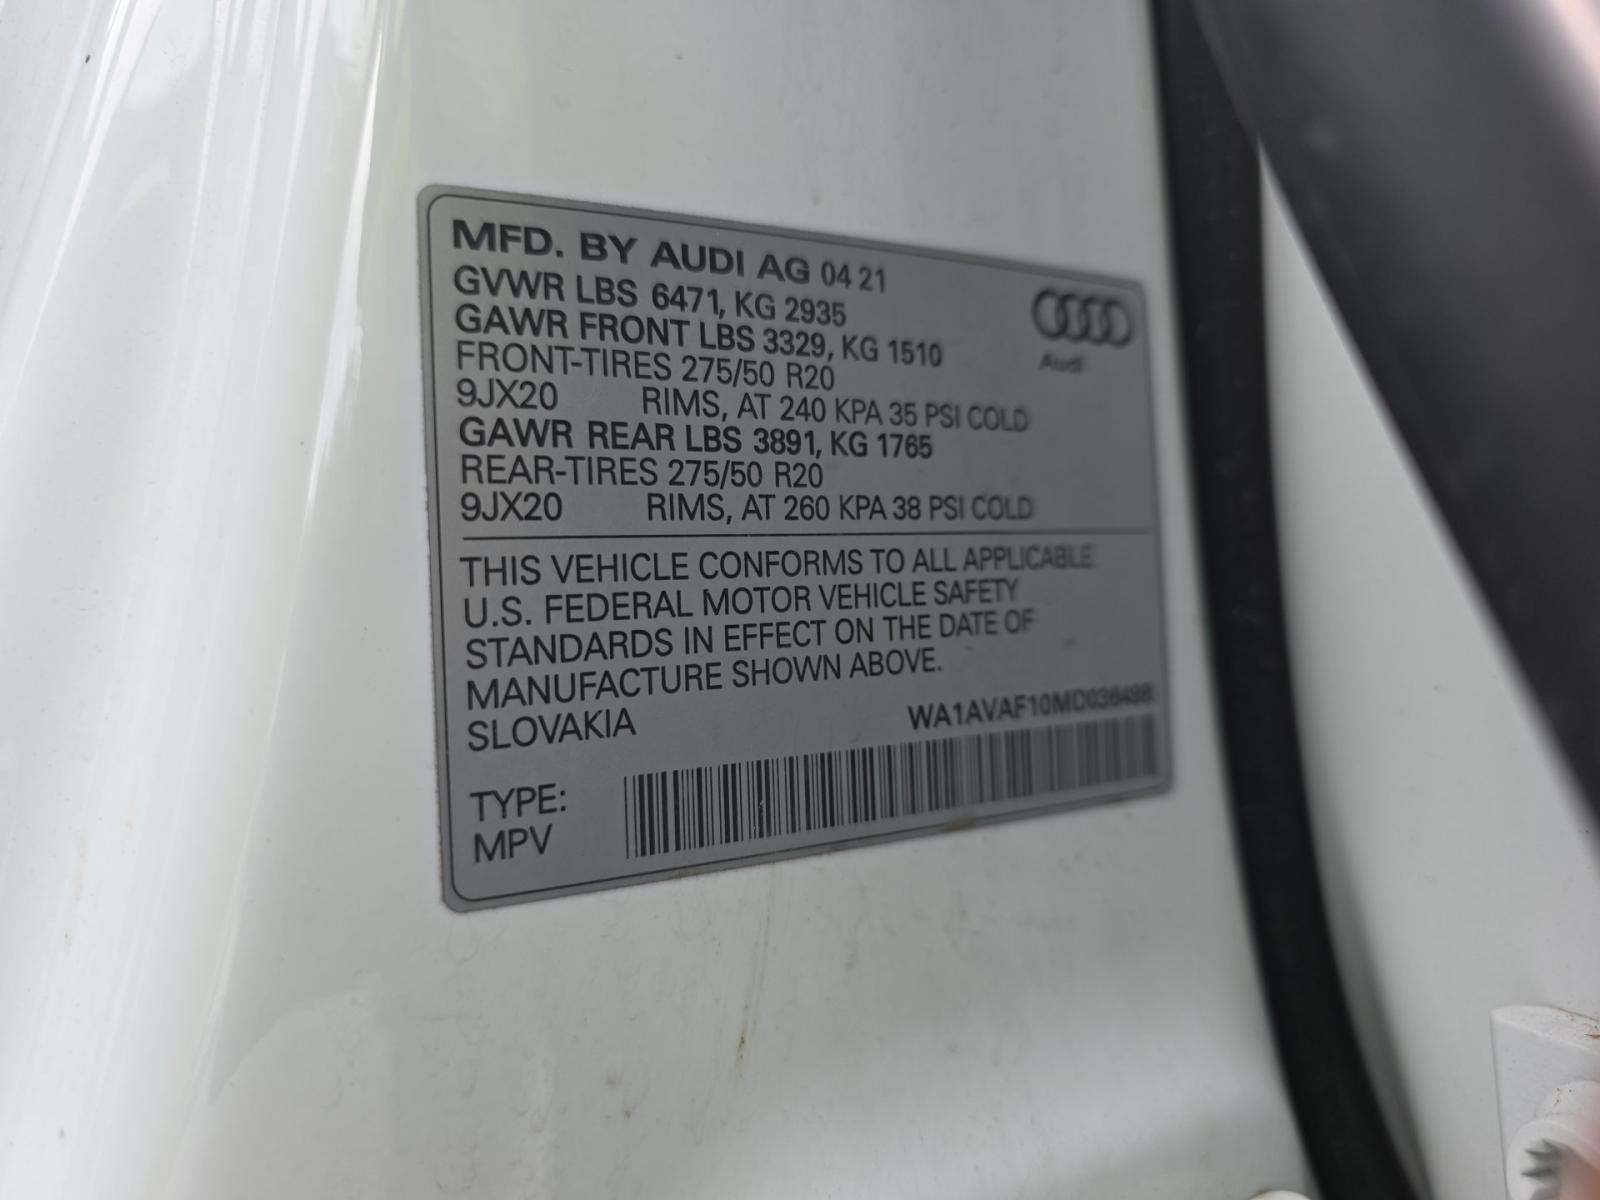 MFD. BY AUDI AG 04 21
GVWR LBS 6471, KG 2935
GAWR FRONT LBS 3329, KG 1510
FRONT-TIRES 275/50 R20
9JX20 RIMS, AT 240 KPA 35 PSI COLD
GAWR REAR LBS 3891, KG 1765
REAR-TIRES 275/50 R20
9JX20 RIMS, AT 260 KPA 38 PSI COLD
Audi
THIS VEHICLE CONFORMS TO ALL APPLICABLE
U.S. FEDERAL MOTOR VEHICLE SAFETY
STANDARDS IN EFFECT ON THE DATE OF
MANUFACTURE SHOWN ABOVE.
SLOVAKIA
TYPE:
MPV